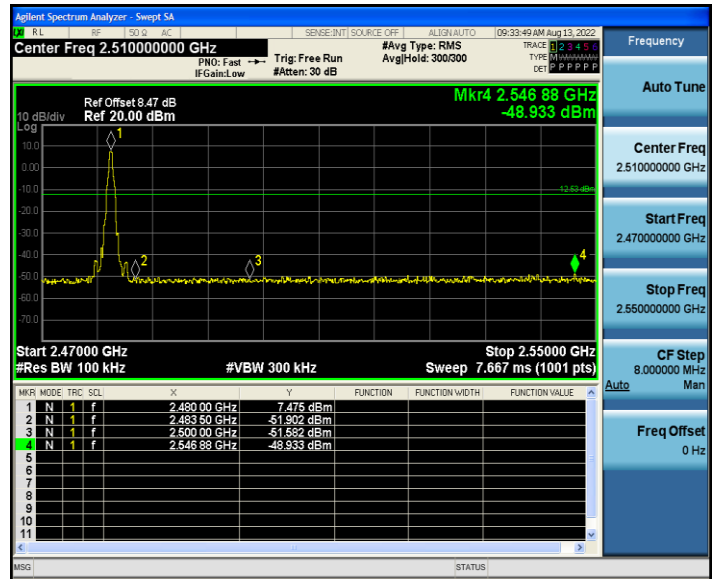 Agilent Spectrum Analyzer - Swept SA
RL RF 50 Ω AC SENSE:INT SOURCE OFF ALIGNAUTO 09:33:49 AM Aug 13, 2022
Center Freq 2.510000000 GHz #Avg Type: RMS TRACE 1 2 3 4 5 6 Frequency
PNO: Fast Trig: Free Run Avg|Hold: 300/300 TYPE M
IFGain:Low #Atten: 30 dB DET P P P P P P
Auto Tune
Mkr4 2.546 88 GHz
Ref Offset 8.47 dB
10 dB/div Ref 20.00 dBm -48.933 dBm
Log
1
10.0
0.00
-10.0
-12.53 dBm
-20.0
-30.0
-40.0
2 3 4
-50.0
-60.0
-70.0
Start 2.47000 GHz Stop 2.55000 GHz
#Res BW 100 kHz #VBW 300 kHz Sweep 7.667 ms (1001 pts)
Center Freq
2.510000000 GHz
Start Freq
2.470000000 GHz
Stop Freq
2.550000000 GHz
CF Step
8.000000 MHz
Auto Man
Freq Offset
0 Hz
MKR MODE TRC SCL X Y FUNCTION FUNCTION WIDTH FUNCTION VALUE
1 N 1 f 2.480 00 GHz 7.475 dBm
2 N 1 f 2.483 50 GHz -51.902 dBm
3 N 1 f 2.500 00 GHz -51.582 dBm
4 N 1 f 2.546 88 GHz -48.933 dBm
5
6
7
8
9
10
11
MSG STATUS